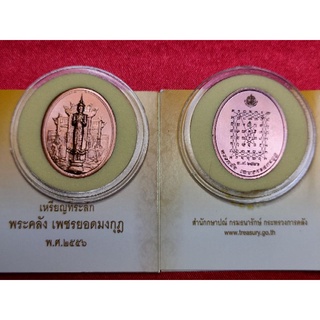 เหรียญที่ระลึก
พระคลัง เพชรยอดมงกุฎ
พ.ศ.๒๕๕๖
สำนักกษาปณ์ กรมธนารักษ์ กระทรวงการคลัง
www.treasury.go.th